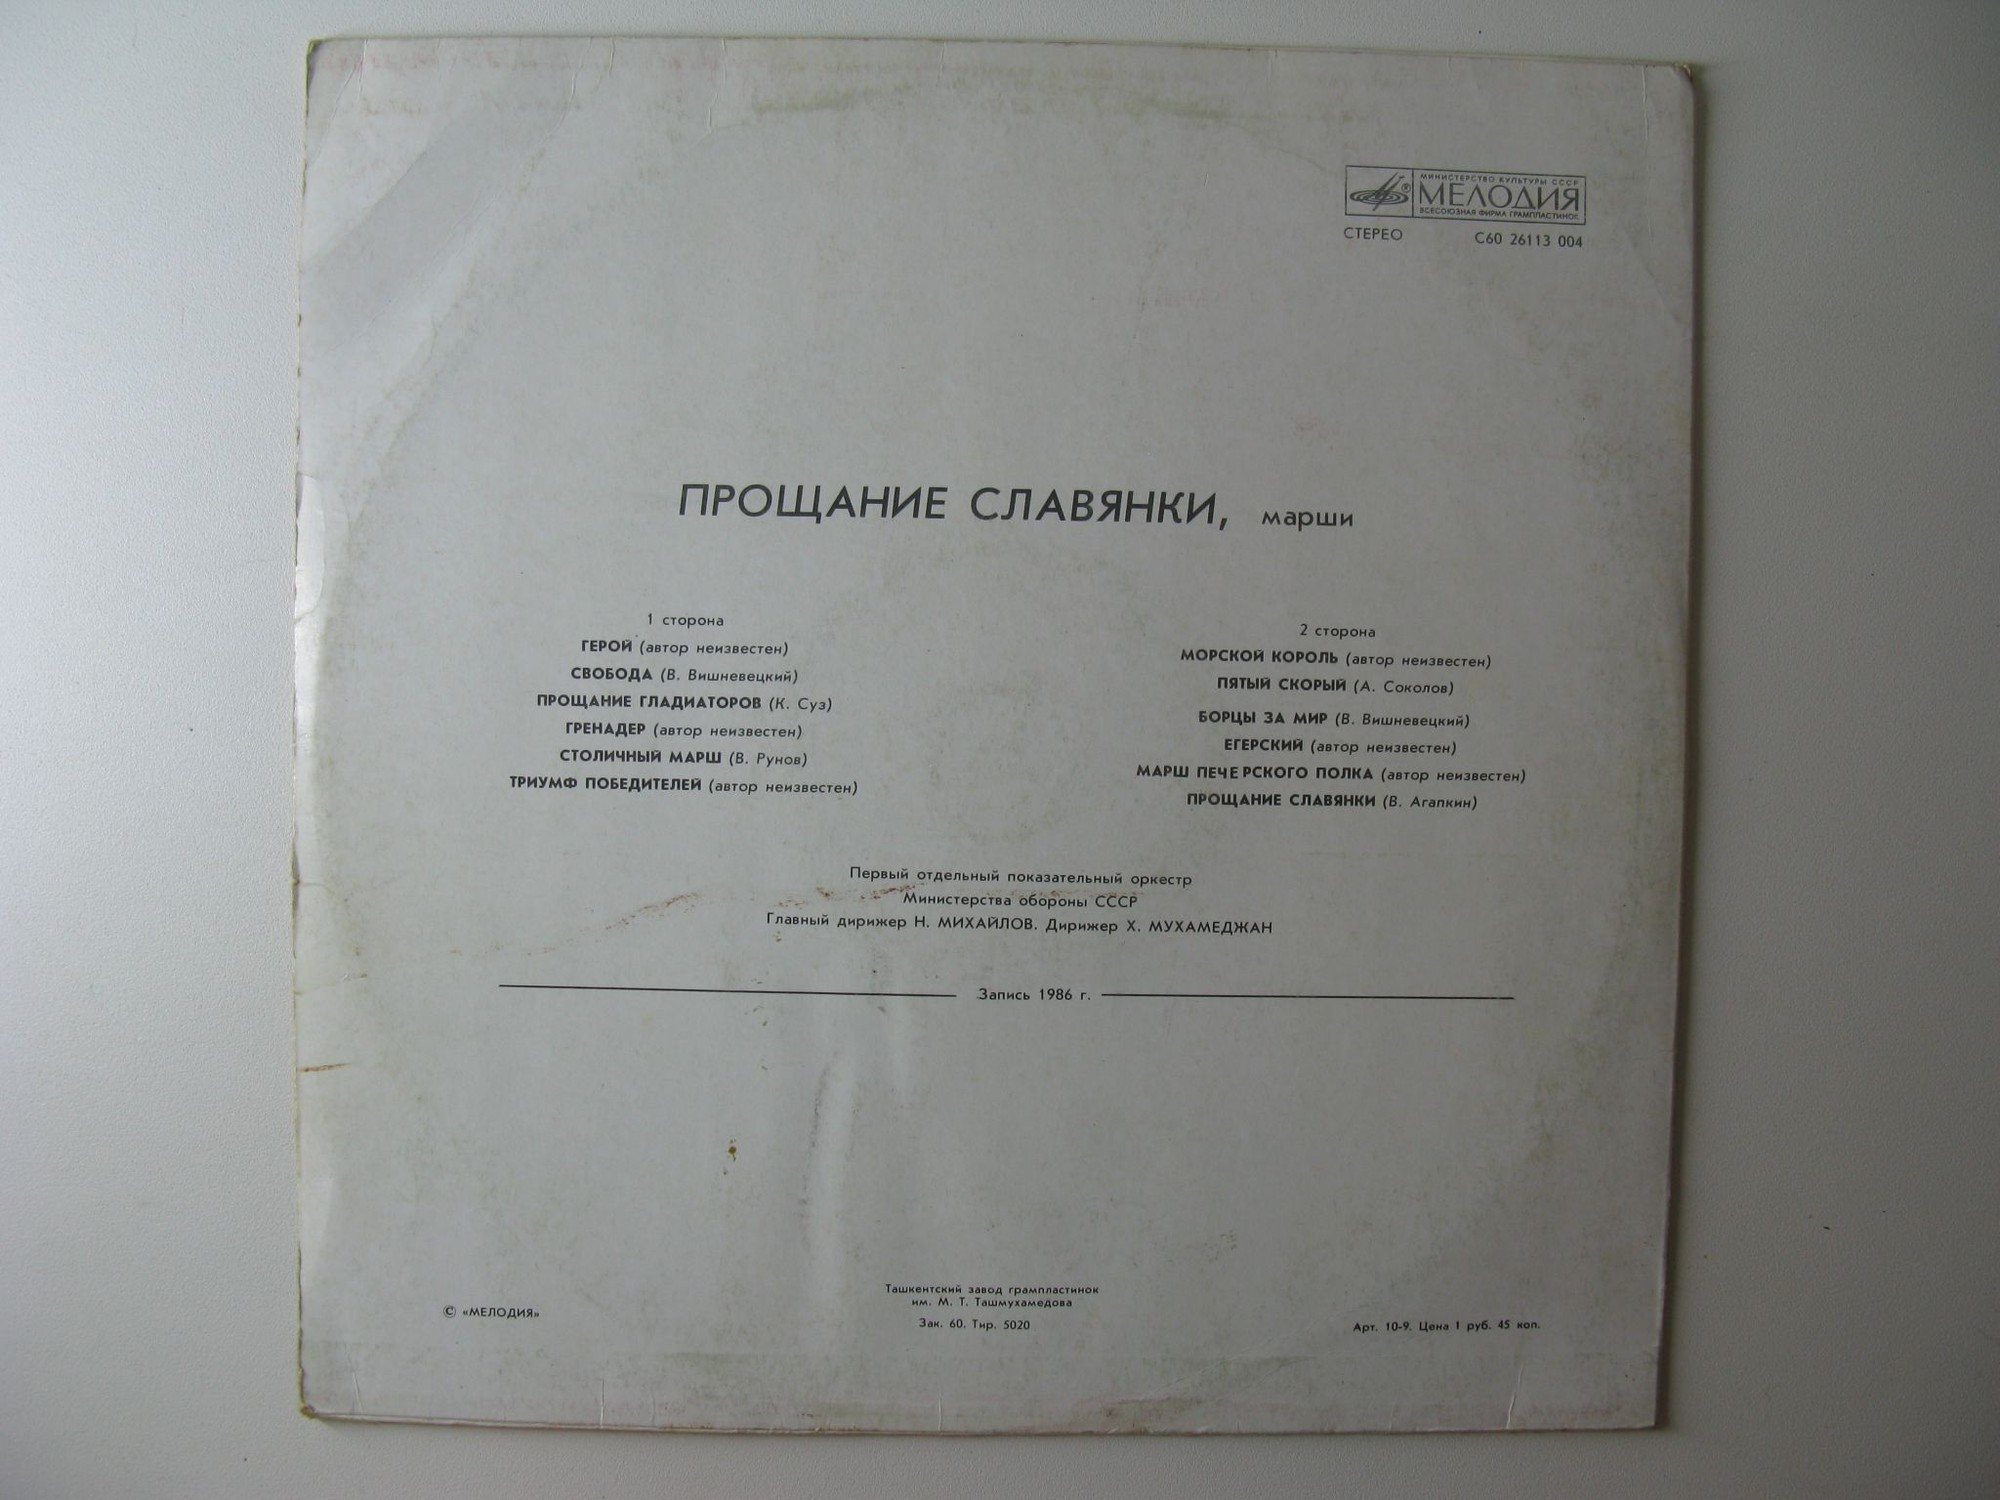 МИНИСТЕРСТВО КУЛЬТУРЫ СССР
МЕЛОДИЯ
ВСЕСОЮЗНАЯ ФИРМА ГРАМПЛАСТИНОК
СТЕРЕО С60 26113 004
ПРОЩАНИЕ СЛАВЯНКИ, марши
1 сторона
ГЕРОЙ (автор неизвестен)
СВОБОДА (В. Вишневецкий)
ПРОЩАНИЕ ГЛАДИАТОРОВ (К. Суз)
ГРЕНАДЕР (автор неизвестен)
СТОЛИЧНЫЙ МАРШ (В. Рунов)
ТРИУМФ ПОБЕДИТЕЛЕЙ (автор неизвестен)
2 сторона
МОРСКОЙ КОРОЛЬ (автор неизвестен)
ПЯТЫЙ СКОРЫЙ (А. Соколов)
БОРЦЫ ЗА МИР (В. Вишневецкий)
ЕГЕРСКИЙ (автор неизвестен)
МАРШ ПЕЧЕРСКОГО ПОЛКА (автор неизвестен)
ПРОЩАНИЕ СЛАВЯНКИ (В. Агапкин)
Первый отдельный показательный оркестр
Министерства обороны СССР
Главный дирижер Н. МИХАЙЛОВ. Дирижер Х. МУХАМЕДЖАН
Запись 1986 г.
© «МЕЛОДИЯ»
Ташкентский завод грампластинок
им. М. Т. Ташмухамедова
Зак. 60. Тир. 5020
Арт. 10-9. Цена 1 руб. 45 коп.